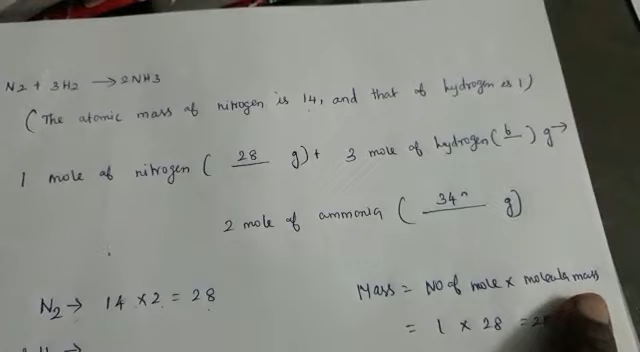 N2 + 3H2 → 2NH3
(The atomic mass of nitrogen is 14, and that of hydrogen is 1)
1 mole of nitrogen ( 28 g) + 3 mole of hydrogen ( 6 ) g →
2 mole of ammonia ( 34 g)
N2 → 14 × 2 = 28
Mass = NO of mole × molecular mass
= 1 × 28 =